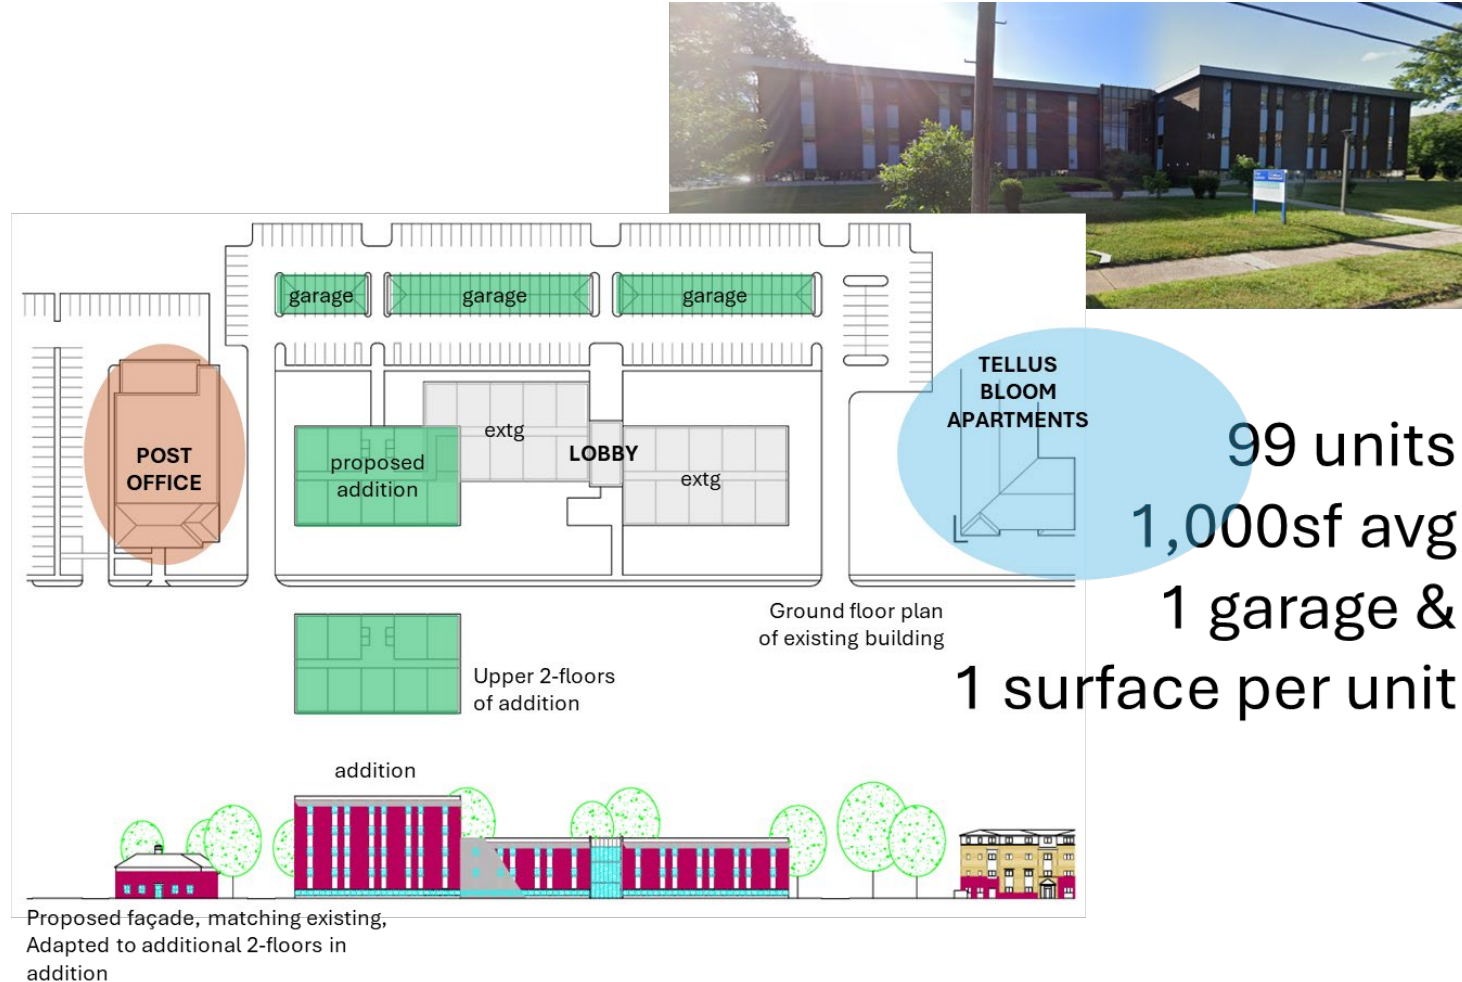 34
garage
garage
garage
TELLUS
BLOOM
APARTMENTS
POST
OFFICE
extg
LOBBY
proposed
addition
extg
99 units
1,000sf avg
1 garage &
1 surface per unit
Ground floor plan
of existing building
Upper 2-floors
of addition
addition
Proposed façade, matching existing,
Adapted to additional 2-floors in
addition